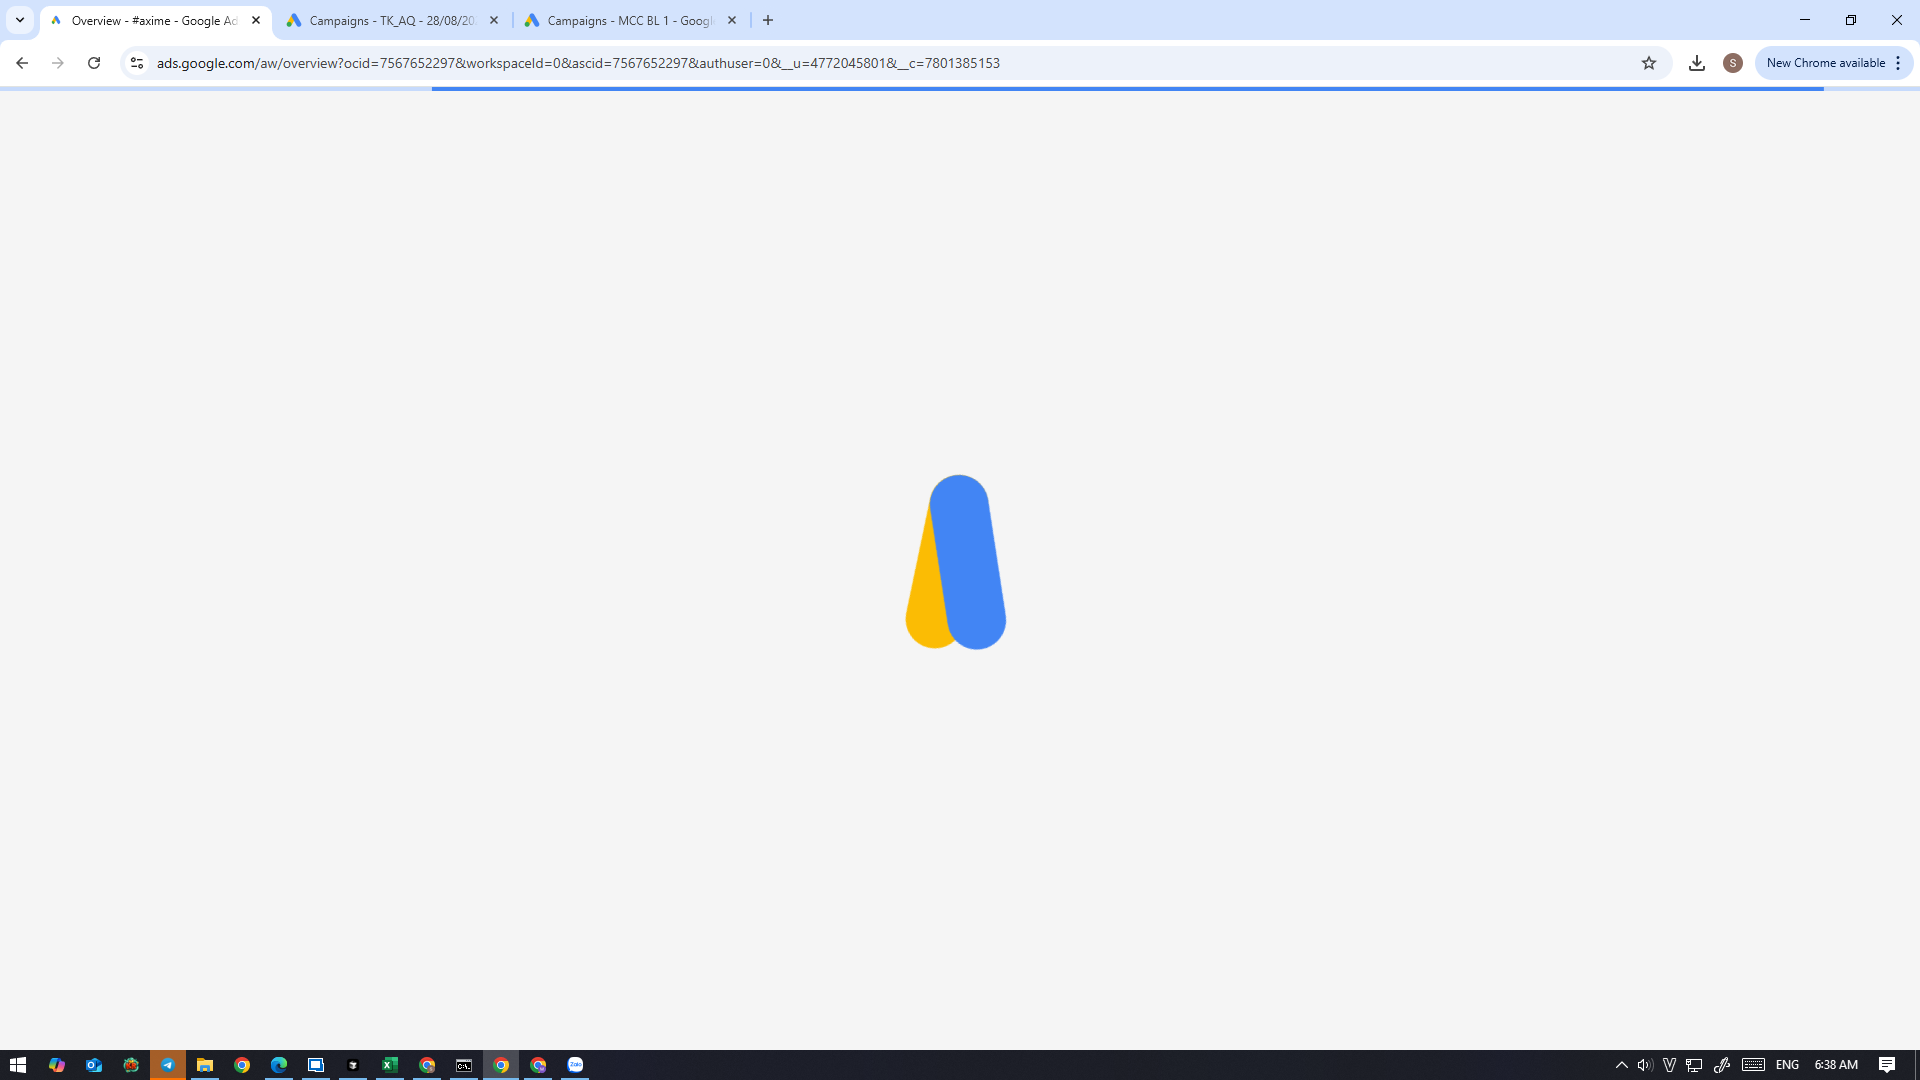 Overview - #axime - Google Ad
Campaigns - TK_AQ - 28/08/20
Campaigns - MCC BL 1 - Googl
ads.google.com/aw/overview?ocid=7567652297&workspaceId=0&ascid=7567652297&authuser=0&__u=4772045801&__c=7801385153
S
New Chrome available
C:\.
Zalo
ENG
6:38 AM